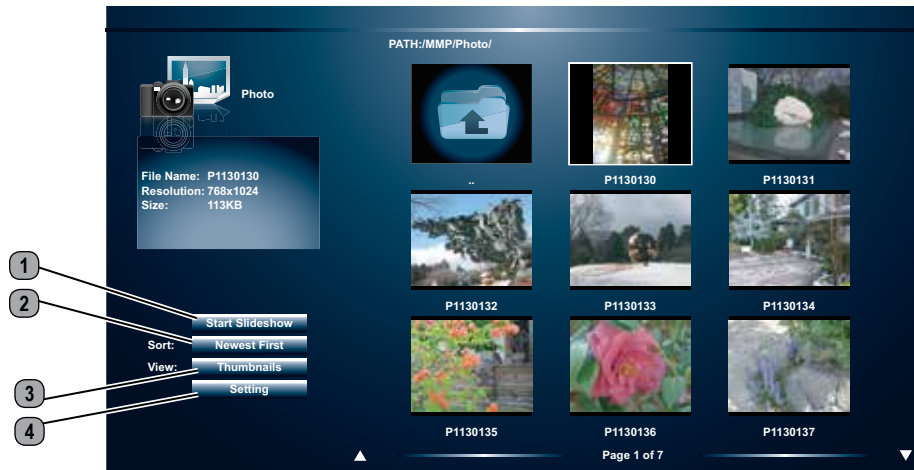 PATH:/MMP/Photo/
Photo
File Name: P1130130
Resolution: 768x1024
Size: 113KB
1
2
3
4
Start Slideshow
Sort: Newest First
View: Thumbnails
Setting
..
P1130130
P1130131
P1130132
P1130133
P1130134
P1130135
P1130136
P1130137
Page 1 of 7